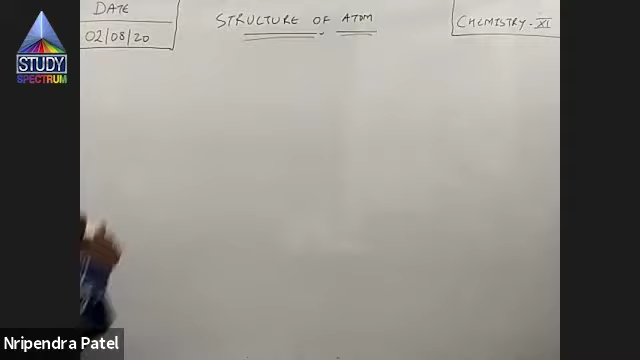 DATE
02/08/20
STRUCTURE OF ATOM
CHEMISTRY-XI
STUDY
SPECTRUM
Nripendra Patel